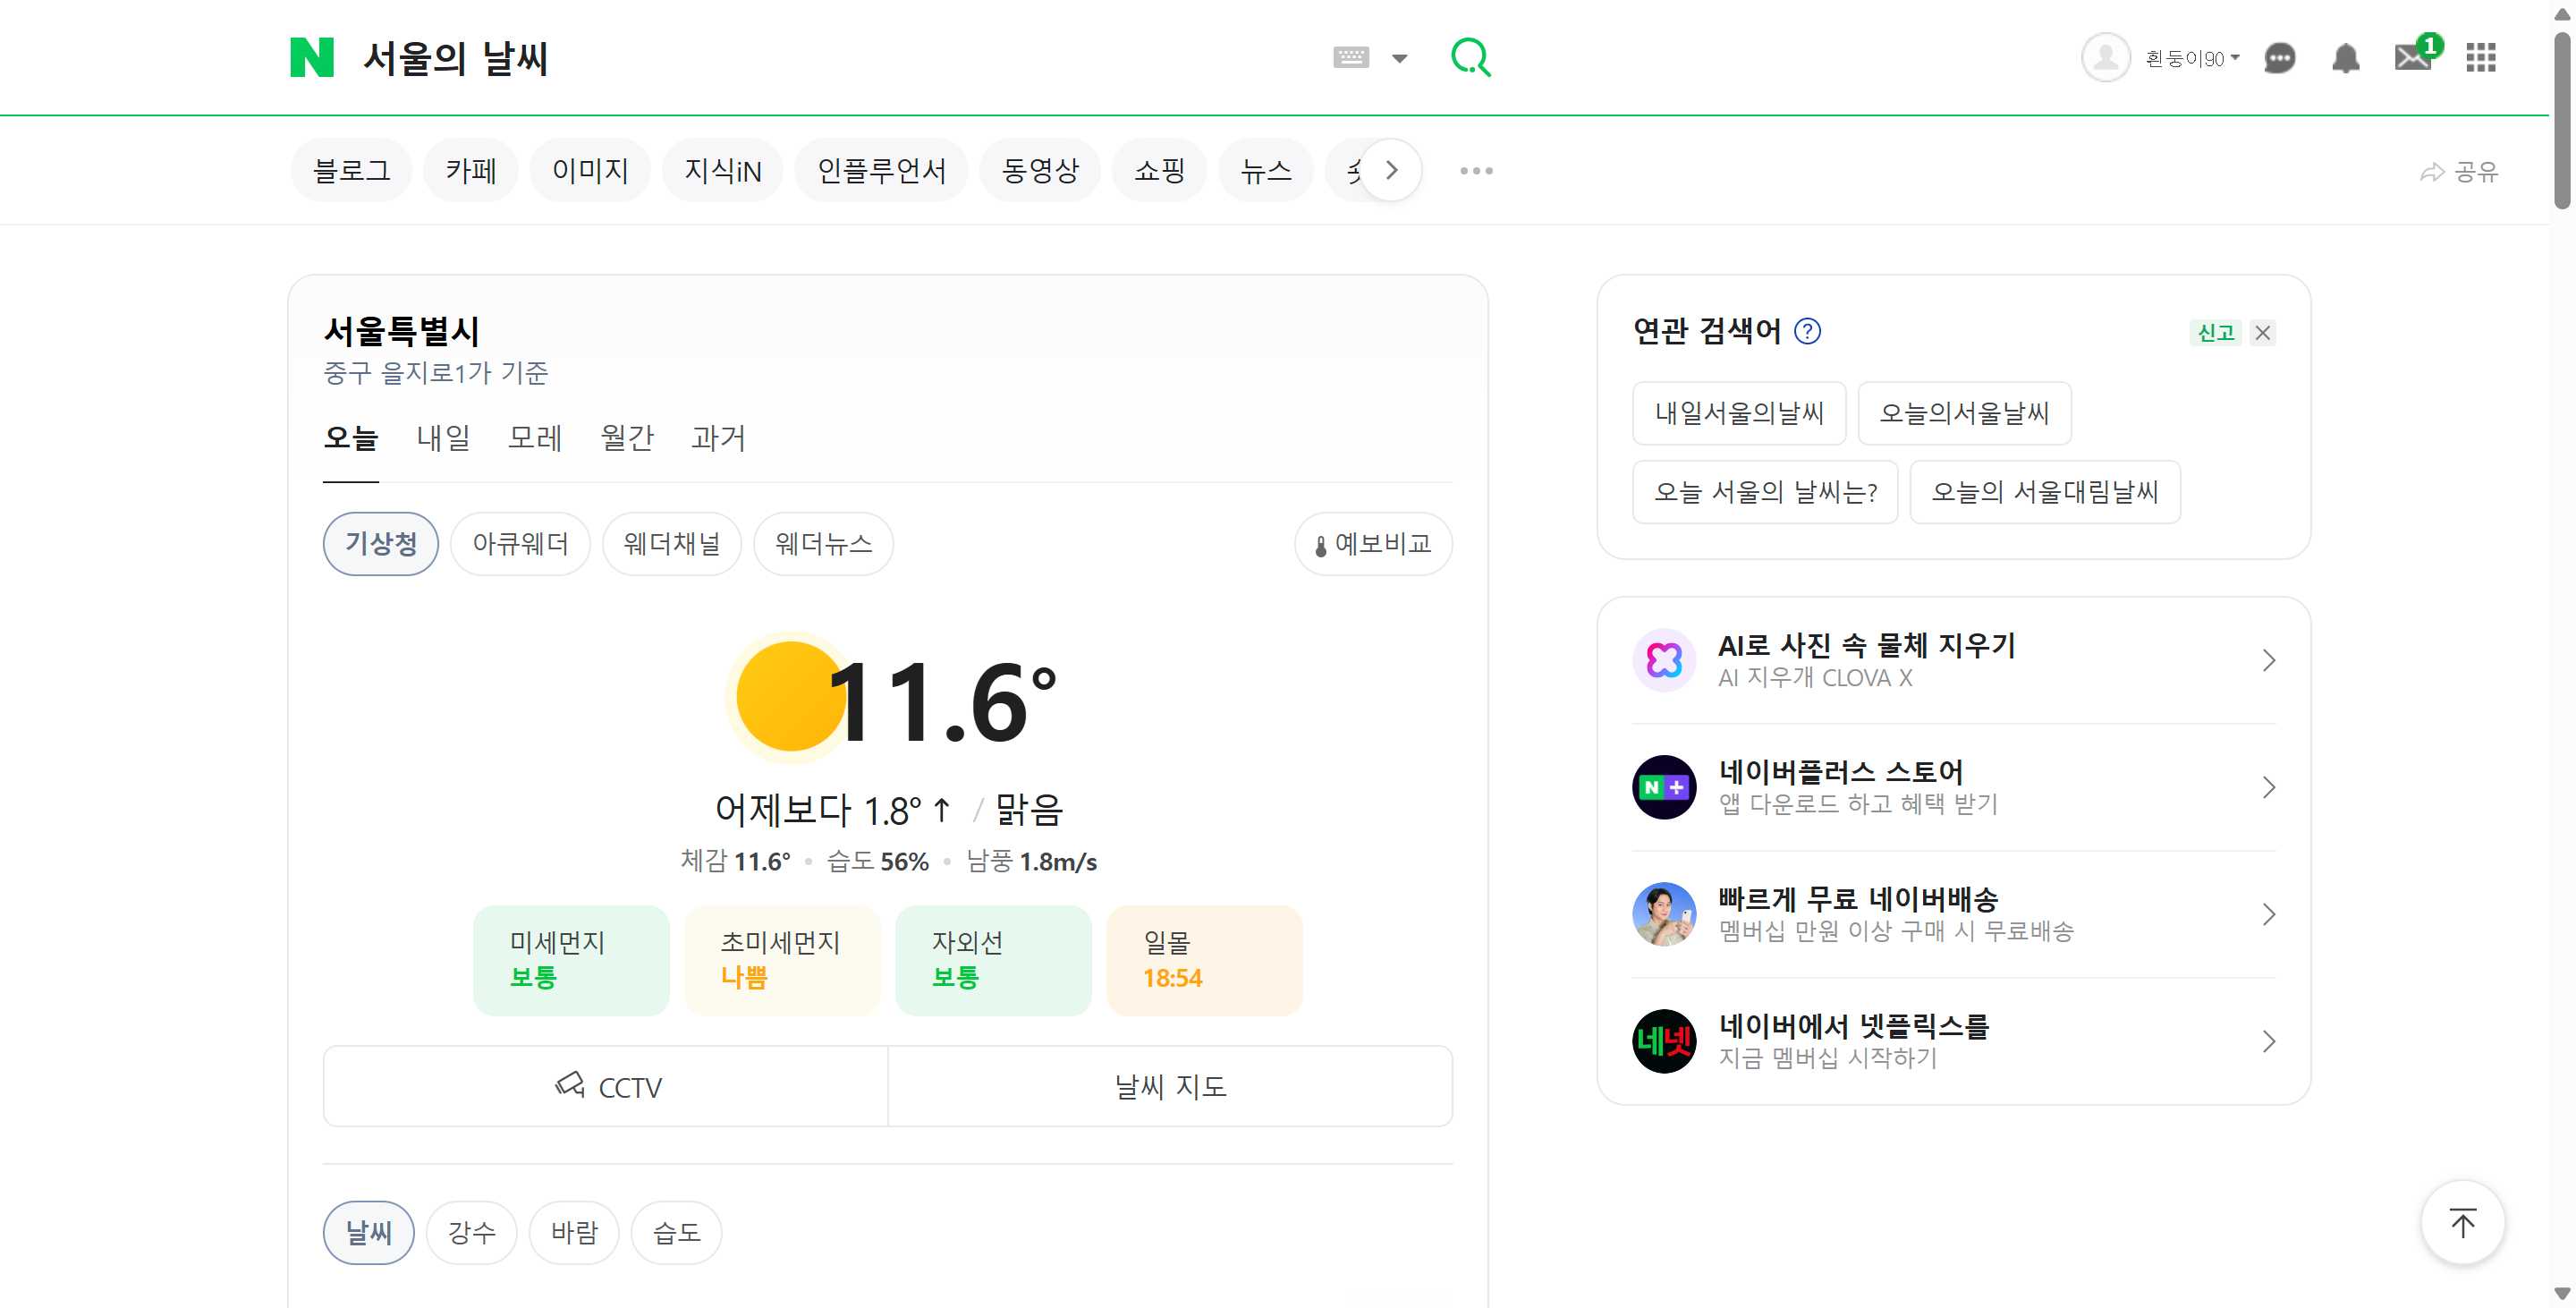 서울의 날씨
흰둥이90
1
블로그
카페
이미지
지식iN
인플루언서
동영상
쇼핑
뉴스
공유
서울특별시
중구 을지로1가 기준
오늘 내일 모레 월간 과거
기상청 아큐웨더 웨더채널 웨더뉴스 예보비교
11.6°
어제보다 1.8° ↑ / 맑음
체감 11.6° • 습도 56% • 남풍 1.8m/s
미세먼지
보통
초미세먼지
나쁨
자외선
보통
일몰
18:54
CCTV
날씨 지도
날씨 강수 바람 습도
연관 검색어 ?
신고
내일서울의날씨 오늘의서울날씨
오늘 서울의 날씨는? 오늘의 서울대림날씨
AI로 사진 속 물체 지우기
AI 지우개 CLOVA X
N+
네이버플러스 스토어
앱 다운로드 하고 혜택 받기
빠르게 무료 네이버배송
멤버십 만원 이상 구매 시 무료배송
네넷
네이버에서 넷플릭스를
지금 멤버십 시작하기